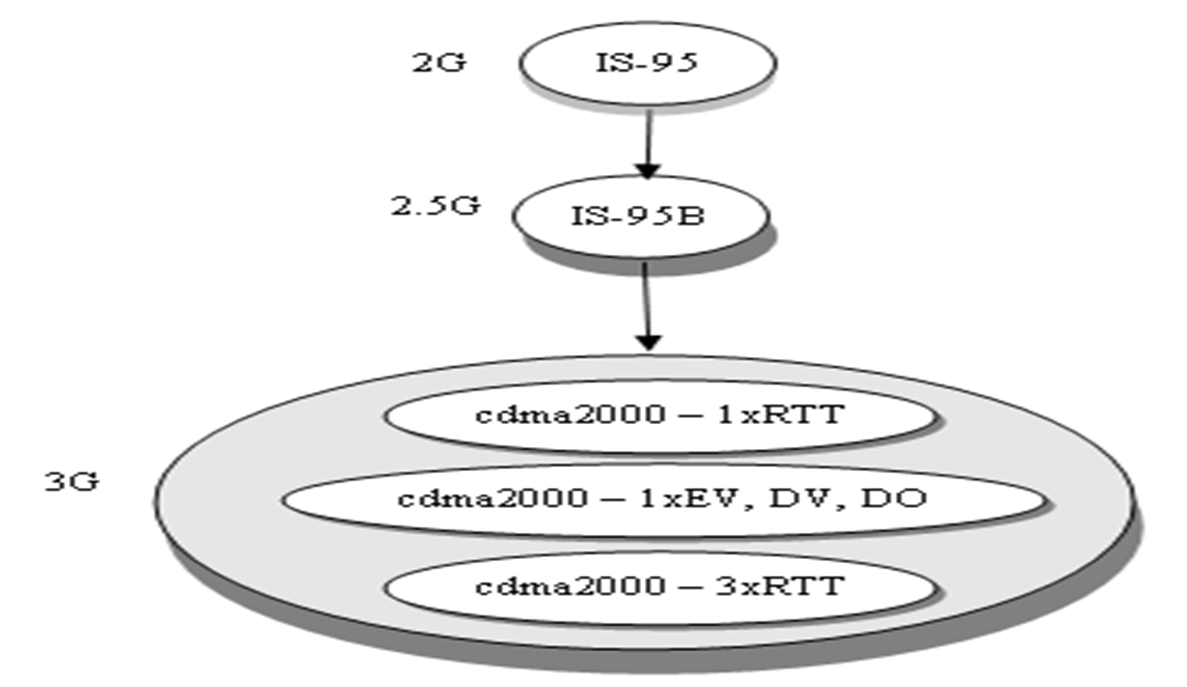 2G IS-95
2.5G IS-95B
cdma2000 – 1xRTT
3G cdma2000 – 1xEV, DV, DO
cdma2000 – 3xRTT